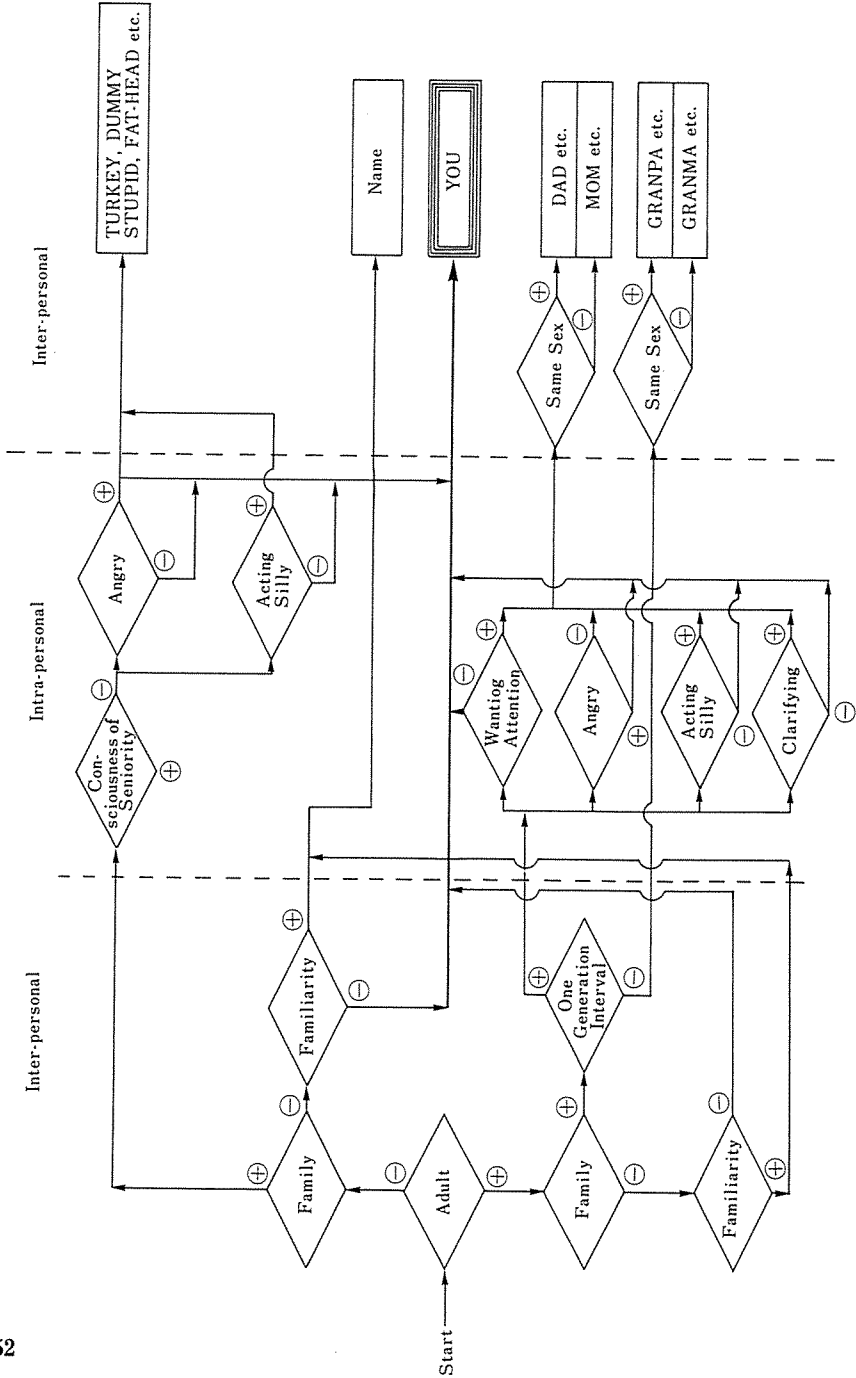 52
Inter-personal
Intra-personal
Inter-personal
Start
Adult
⊖
⊕
Family
⊕
⊖
Familiarity
⊕
⊖
Con-
sciousness of
Seniority
⊖
⊕
Angry
⊕
⊖
Acting
Silly
⊕
⊖
TURKEY, DUMMY
STUPID, FAT-HEAD etc.
Name
YOU
Family
⊕
⊖
One
Generation
Interval
⊕
⊖
Familiarity
⊖
⊕
Wantiog
Attention
⊖
⊕
Angry
⊖
⊕
Acting
Silly
⊕
⊖
Clarifying
⊕
⊖
Same Sex
⊕
⊖
DAD etc.
MOM etc.
Same Sex
⊕
⊖
GRANPA etc.
GRANMA etc.